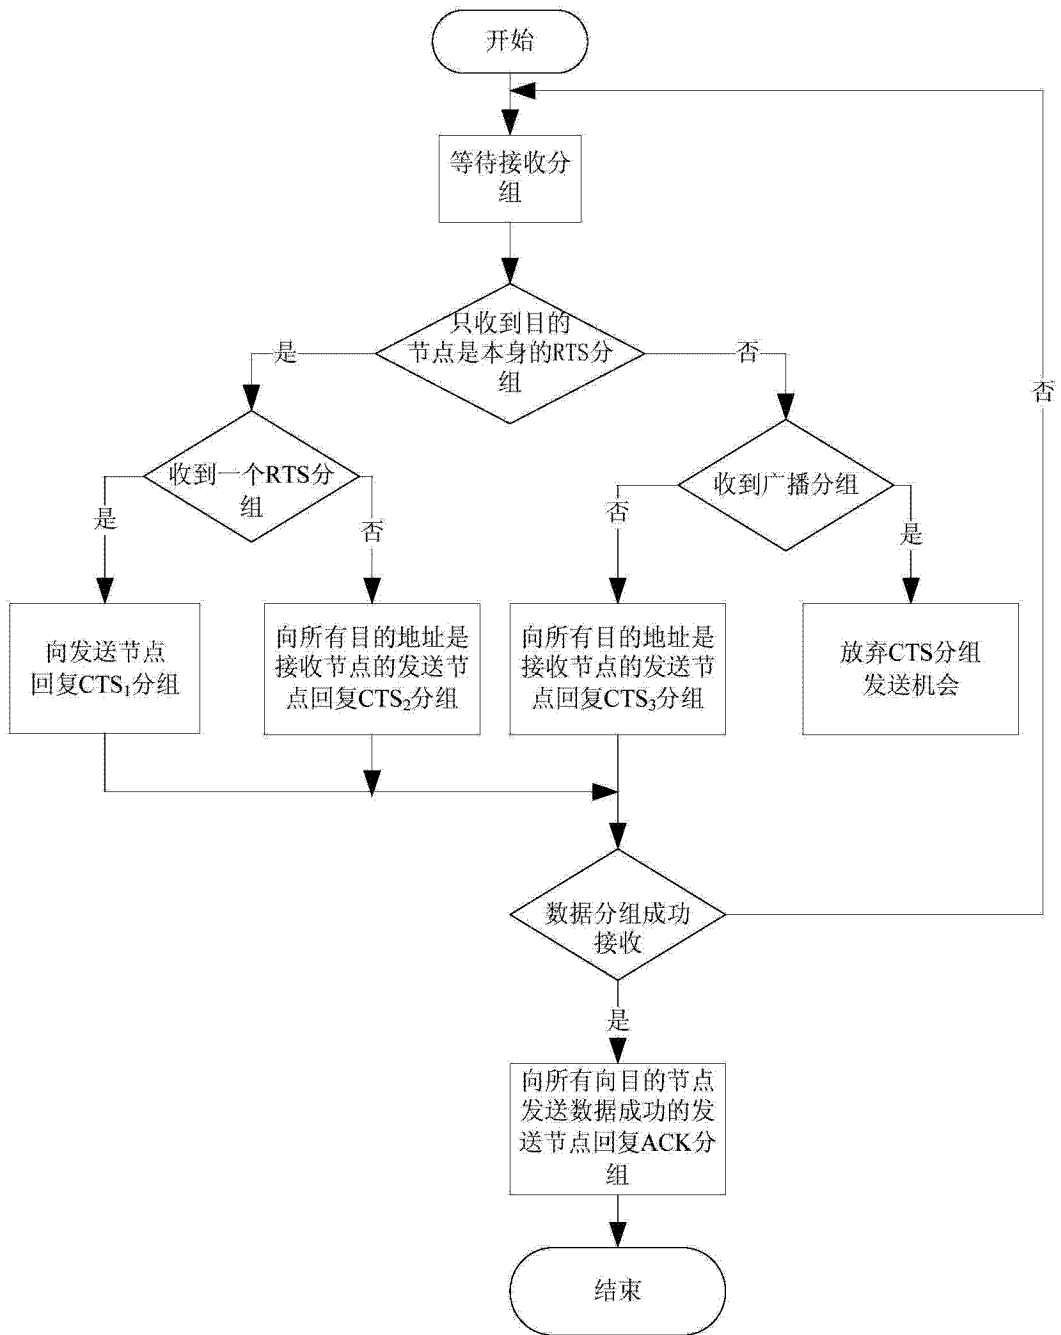 开始
等待接收分
组
只收到目的
节点是本身的RTS分
组
是
否
否
收到一个RTS分
组
收到广播分组
是
否
否
是
向发送节点
回复CTS₁分组
向所有目的地址是
接收节点的发送节
点回复CTS₂分组
向所有目的地址是
接收节点的发送节
点回复CTS₃分组
放弃CTS分组
发送机会
数据分组成功
接收
是
向所有向目的节点
发送数据成功的发
送节点回复ACK分
组
结束